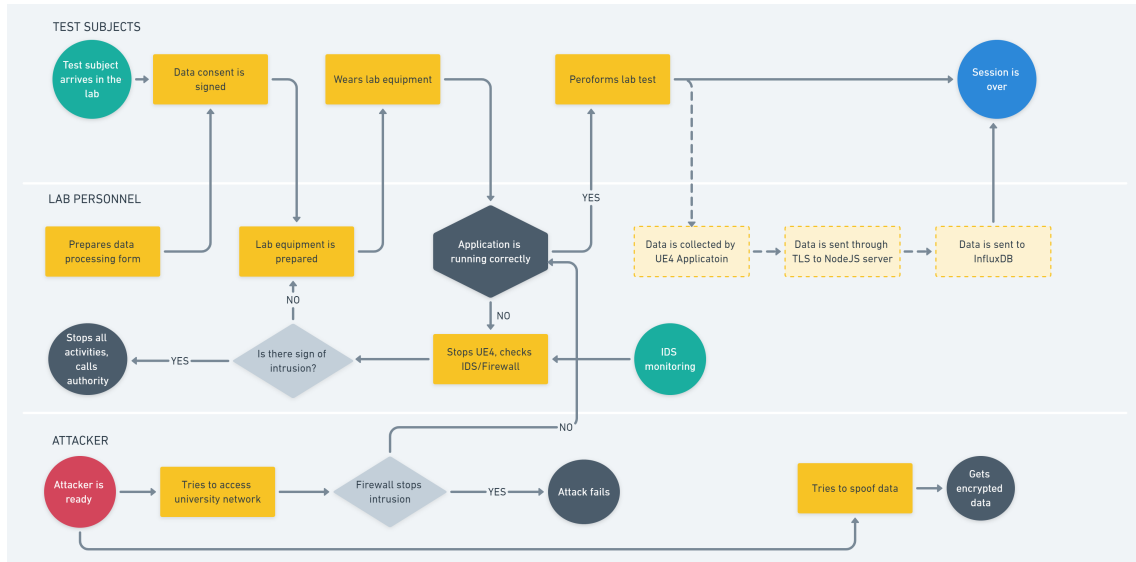 TEST SUBJECTS
Test subject
arrives in the
lab
Data consent is
signed
Wears lab equipment
Peroforms lab test
Session is
over
LAB PERSONNEL
YES
Prepares data
processing form
Lab equipment is
prepared
Application is
running correctly
Data is collected by
UE4 Applicatoin
Data is sent through
TLS to NodeJS server
Data is sent to
InfluxDB
NO
NO
Stops all
activities,
calls
authority
YES
Is there sign of
intrusion?
Stops UE4, checks
IDS/Firewall
IDS
monitoring
ATTACKER
NO
Attacker is
ready
Tries to access
university network
Firewall stops
intrusion
YES
Attack fails
Tries to spoof data
Gets
encrypted
data